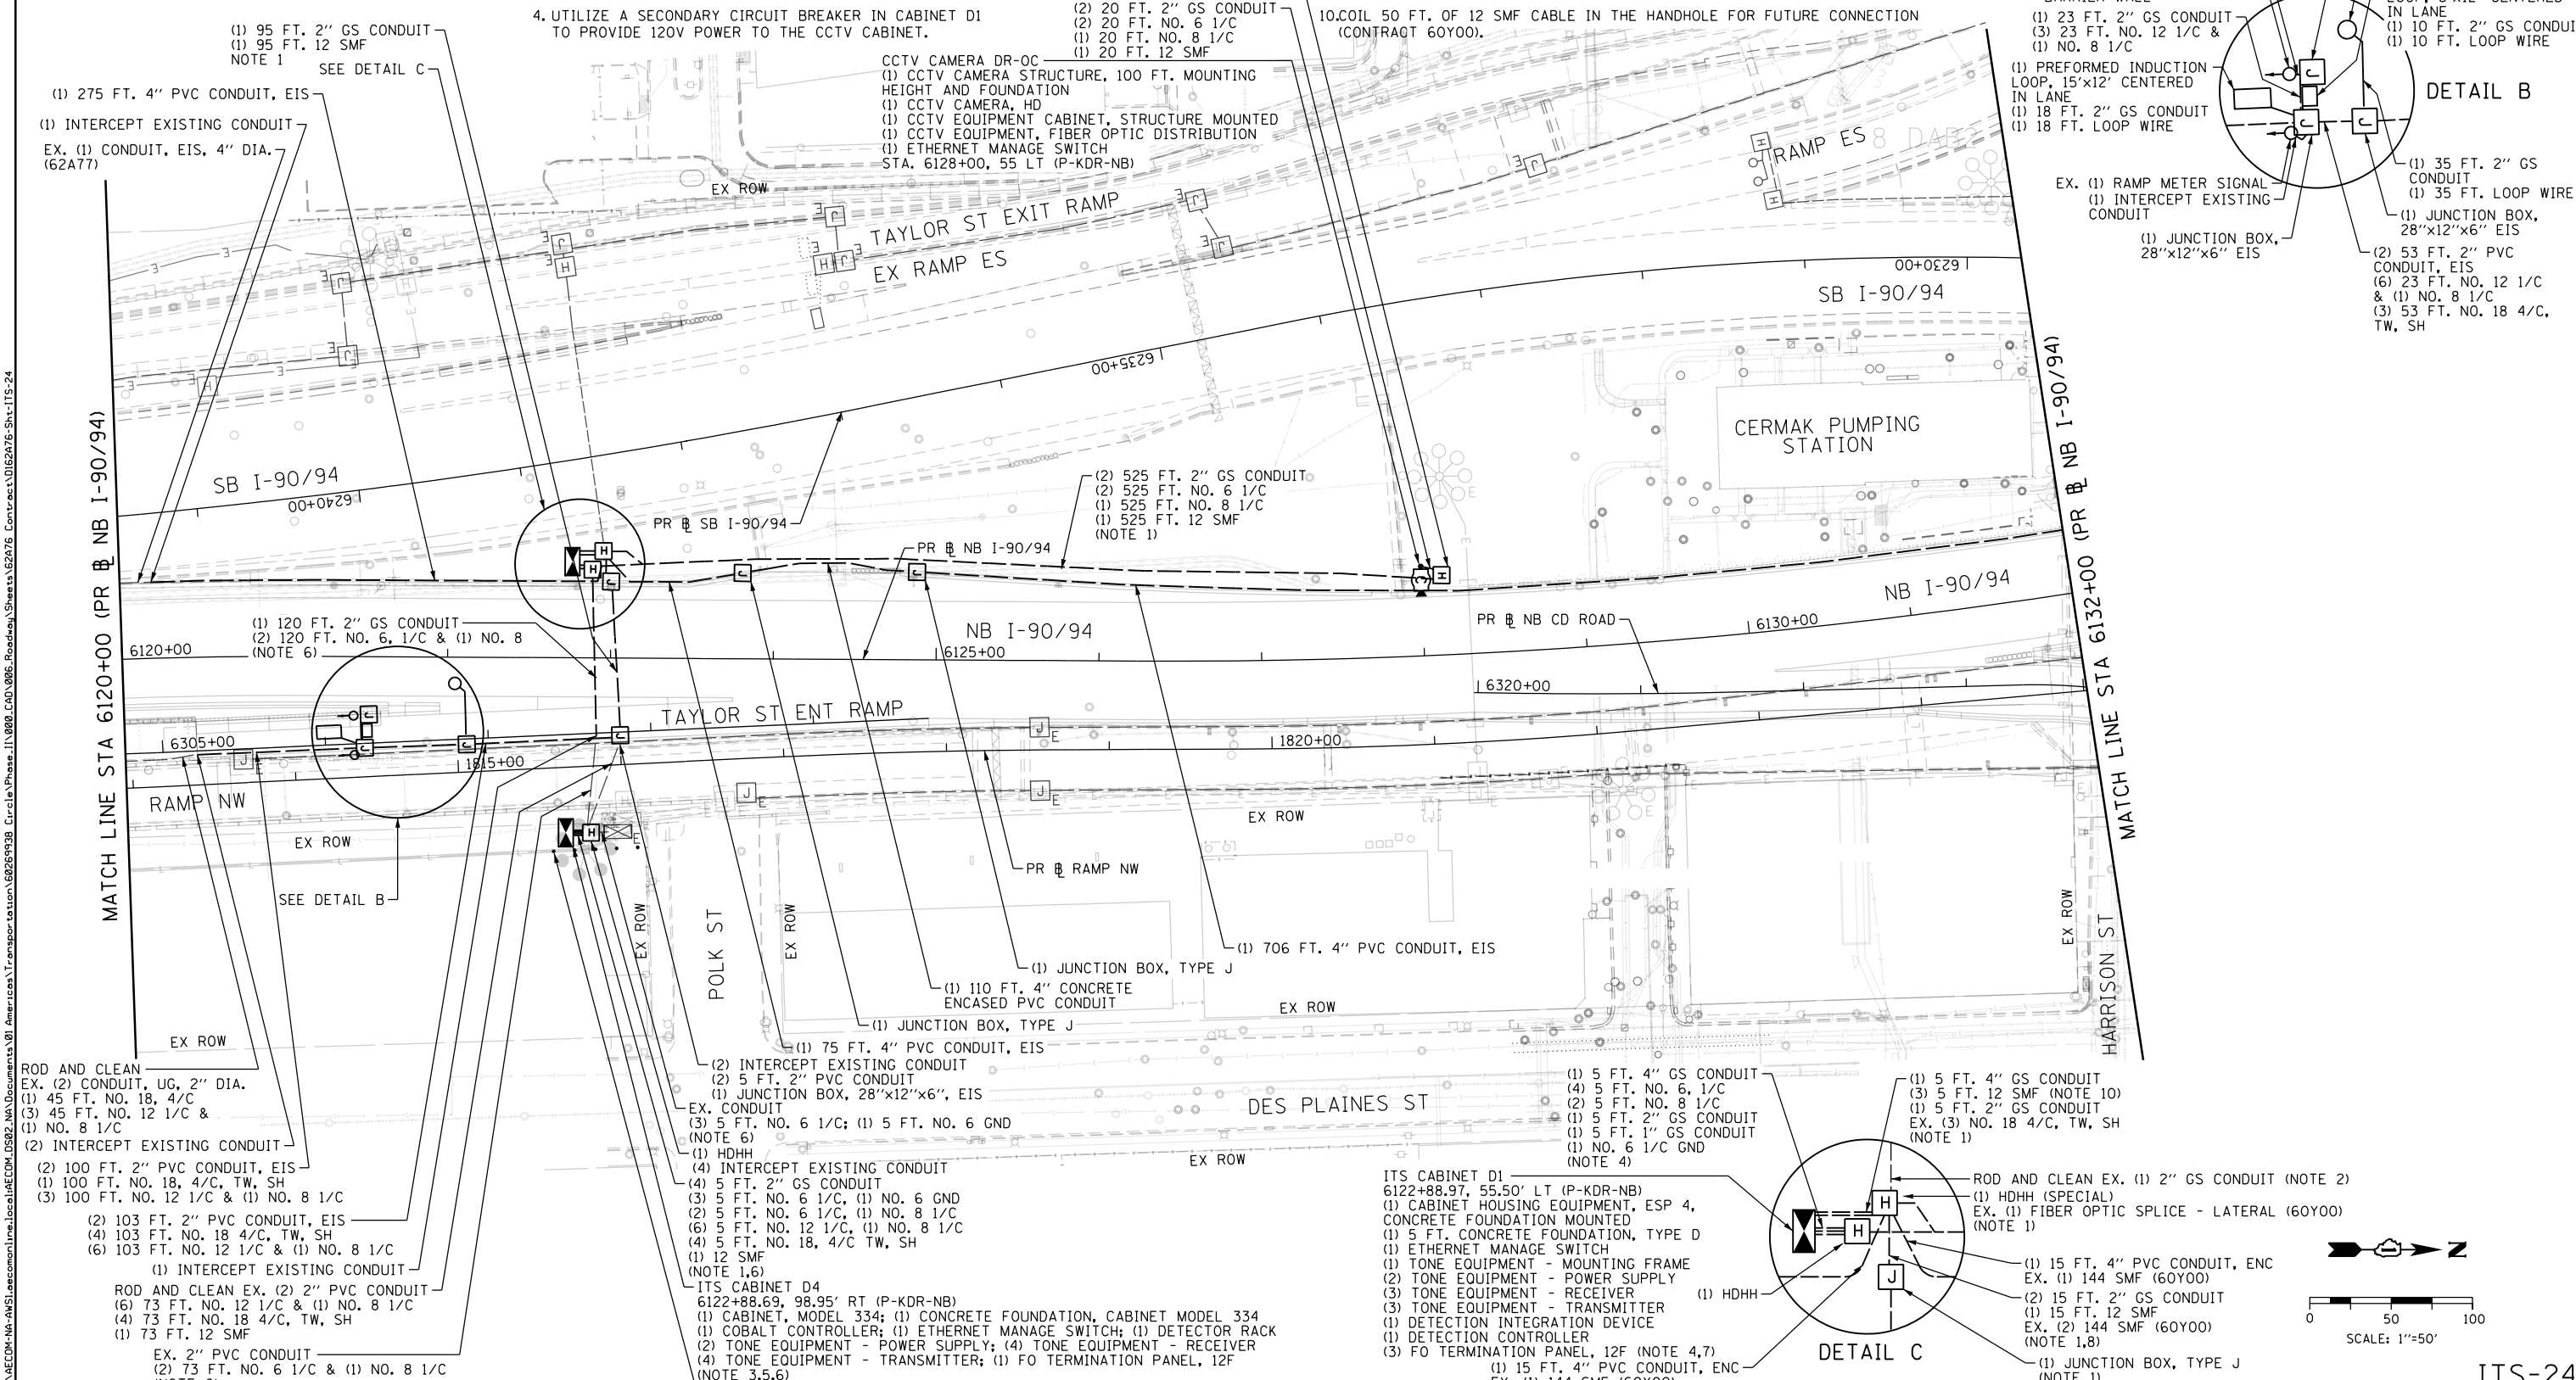 4. UTILIZE A SECONDARY CIRCUIT BREAKER IN CABINET D1
TO PROVIDE 120V POWER TO THE CCTV CABINET.
10.COIL 50 FT. OF 12 SMF CABLE IN THE HANDHOLE FOR FUTURE CONNECTION
(CONTRACT 60Y00).
(1) 95 FT. 2'' GS CONDUIT
(1) 95 FT. 12 SMF
NOTE 1
SEE DETAIL C
(1) 275 FT. 4'' PVC CONDUIT, EIS
(1) INTERCEPT EXISTING CONDUIT
EX. (1) CONDUIT, EIS, 4'' DIA.
(62A77)
(2) 20 FT. 2'' GS CONDUIT
(2) 20 FT. NO. 6 1/C
(1) 20 FT. NO. 8 1/C
(1) 20 FT. 12 SMF
CCTV CAMERA DR-OC
(1) CCTV CAMERA STRUCTURE, 100 FT. MOUNTING
HEIGHT AND FOUNDATION
(1) CCTV CAMERA, HD
(1) CCTV EQUIPMENT CABINET, STRUCTURE MOUNTED
(1) CCTV EQUIPMENT, FIBER OPTIC DISTRIBUTION
(1) ETHERNET MANAGE SWITCH
STA. 6128+00, 55 LT (P-KDR-NB)
(1) 23 FT. 2'' GS CONDUIT
(3) 23 FT. NO. 12 1/C &
(1) NO. 8 1/C
(1) PREFORMED INDUCTION
LOOP, 15'x12' CENTERED
IN LANE
(1) 18 FT. 2'' GS CONDUIT
(1) 18 FT. LOOP WIRE
IN LANE
(1) 10 FT. 2'' GS CONDUI
(1) 10 FT. LOOP WIRE
DETAIL B
J
J
J
EX. (1) RAMP METER SIGNAL
(1) INTERCEPT EXISTING
CONDUIT
(1) JUNCTION BOX,
28''x12''x6'' EIS
(1) 35 FT. 2'' GS
CONDUIT
(1) 35 FT. LOOP WIRE
(1) JUNCTION BOX,
28''x12''x6'' EIS
(2) 53 FT. 2'' PVC
CONDUIT, EIS
(6) 23 FT. NO. 12 1/C
& (1) NO. 8 1/C
(3) 53 FT. NO. 18 4/C,
TW, SH
EX ROW
TAYLOR ST EXIT RAMP
EX RAMP ES
RAMP ES
6230+00
SB I-90/94
6235+00
SB I-90/94
6240+00
PR BL SB I-90/94
PR BL NB I-90/94
(2) 525 FT. 2'' GS CONDUIT
(2) 525 FT. NO. 6 1/C
(1) 525 FT. NO. 8 1/C
(1) 525 FT. 12 SMF
(NOTE 1)
CERMAK PUMPING
STATION
MATCH LINE STA 6120+00 (PR BL NB I-90/94)
MATCH LINE STA 6132+00 (PR BL NB I-90/94)
NB I-90/94
(1) 120 FT. 2'' GS CONDUIT
(2) 120 FT. NO. 6, 1/C & (1) NO. 8
(NOTE 6)
6120+00
NB I-90/94
6125+00
PR BL NB CD ROAD
6130+00
6320+00
TAYLOR ST ENT RAMP
6305+00
1815+00
1820+00
RAMP NW
EX ROW
EX ROW
SEE DETAIL B
PR BL RAMP NW
EX ROW
POLK ST
EX ROW
EX ROW
HARRISON ST
(1) 706 FT. 4'' PVC CONDUIT, EIS
(1) JUNCTION BOX, TYPE J
(1) 110 FT. 4'' CONCRETE
ENCASED PVC CONDUIT
EX ROW
(1) JUNCTION BOX, TYPE J
EX ROW
(1) 75 FT. 4'' PVC CONDUIT, EIS
ROD AND CLEAN
EX. (2) CONDUIT, UG, 2'' DIA.
(1) 45 FT. NO. 18, 4/C
(3) 45 FT. NO. 12 1/C &
(1) NO. 8 1/C
(2) INTERCEPT EXISTING CONDUIT
(2) 100 FT. 2'' PVC CONDUIT, EIS
(1) 100 FT. NO. 18, 4/C, TW, SH
(3) 100 FT. NO. 12 1/C & (1) NO. 8 1/C
(2) 103 FT. 2'' PVC CONDUIT, EIS
(4) 103 FT. NO. 18 4/C, TW, SH
(6) 103 FT. NO. 12 1/C & (1) NO. 8 1/C
(1) INTERCEPT EXISTING CONDUIT
ROD AND CLEAN EX. (2) 2'' PVC CONDUIT
(6) 73 FT. NO. 12 1/C & (1) NO. 8 1/C
(4) 73 FT. NO. 18 4/C, TW, SH
(1) 73 FT. 12 SMF
EX. 2'' PVC CONDUIT
(2) 73 FT. NO. 6 1/C & (1) NO. 8 1/C
(2) INTERCEPT EXISTING CONDUIT
(2) 5 FT. 2'' PVC CONDUIT
(1) JUNCTION BOX, 28''x12''x6'', EIS
EX. CONDUIT
(3) 5 FT. NO. 6 1/C; (1) 5 FT. NO. 6 GND
(NOTE 6)
(1) HDHH
(4) INTERCEPT EXISTING CONDUIT
(4) 5 FT. 2'' GS CONDUIT
(3) 5 FT. NO. 6 1/C, (1) NO. 6 GND
(2) 5 FT. NO. 6 1/C, (1) NO. 8 1/C
(6) 5 FT. NO. 12 1/C, (1) NO. 8 1/C
(4) 5 FT. NO. 18, 4/C TW, SH
(1) 12 SMF
(NOTE 1,6)
ITS CABINET D4
6122+88.69, 98.95' RT (P-KDR-NB)
(1) CABINET, MODEL 334; (1) CONCRETE FOUNDATION, CABINET MODEL 334
(1) COBALT CONTROLLER; (1) ETHERNET MANAGE SWITCH; (1) DETECTOR RACK
(2) TONE EQUIPMENT - POWER SUPPLY; (4) TONE EQUIPMENT - RECEIVER
(4) TONE EQUIPMENT - TRANSMITTER; (1) FO TERMINATION PANEL, 12F
(NOTE 3,5,6)
DES PLAINES ST
EX ROW
(1) 5 FT. 4'' GS CONDUIT
(4) 5 FT. NO. 6, 1/C
(2) 5 FT. NO. 8 1/C
(1) 5 FT. 2'' GS CONDUIT
(1) 5 FT. 1'' GS CONDUIT
(1) NO. 6 1/C GND
(NOTE 4)
(1) 5 FT. 4'' GS CONDUIT
(3) 5 FT. 12 SMF (NOTE 10)
(1) 5 FT. 2'' GS CONDUIT
EX. (3) NO. 18 4/C, TW, SH
(NOTE 1)
ITS CABINET D1
6122+88.97, 55.50' LT (P-KDR-NB)
(1) CABINET HOUSING EQUIPMENT, ESP 4,
CONCRETE FOUNDATION MOUNTED
(1) 5 FT. CONCRETE FOUNDATION, TYPE D
(1) ETHERNET MANAGE SWITCH
(1) TONE EQUIPMENT - MOUNTING FRAME
(2) TONE EQUIPMENT - POWER SUPPLY
(3) TONE EQUIPMENT - RECEIVER
(3) TONE EQUIPMENT - TRANSMITTER
(1) DETECTION INTEGRATION DEVICE
(1) DETECTION CONTROLLER
(3) FO TERMINATION PANEL, 12F (NOTE 4,7)
(1) HDHH
(1) 15 FT. 4'' PVC CONDUIT, ENC
H
H
J
DETAIL C
ROD AND CLEAN EX. (1) 2'' GS CONDUIT (NOTE 2)
(1) HDHH (SPECIAL)
EX. (1) FIBER OPTIC SPLICE - LATERAL (60Y00)
(NOTE 1)
(1) 15 FT. 4'' PVC CONDUIT, ENC
EX. (1) 144 SMF (60Y00)
(2) 15 FT. 2'' GS CONDUIT
(1) 15 FT. 12 SMF
EX. (2) 144 SMF (60Y00)
(NOTE 1,8)
(1) JUNCTION BOX, TYPE J
N
0 50 100
SCALE: 1''=50'
ITS-24